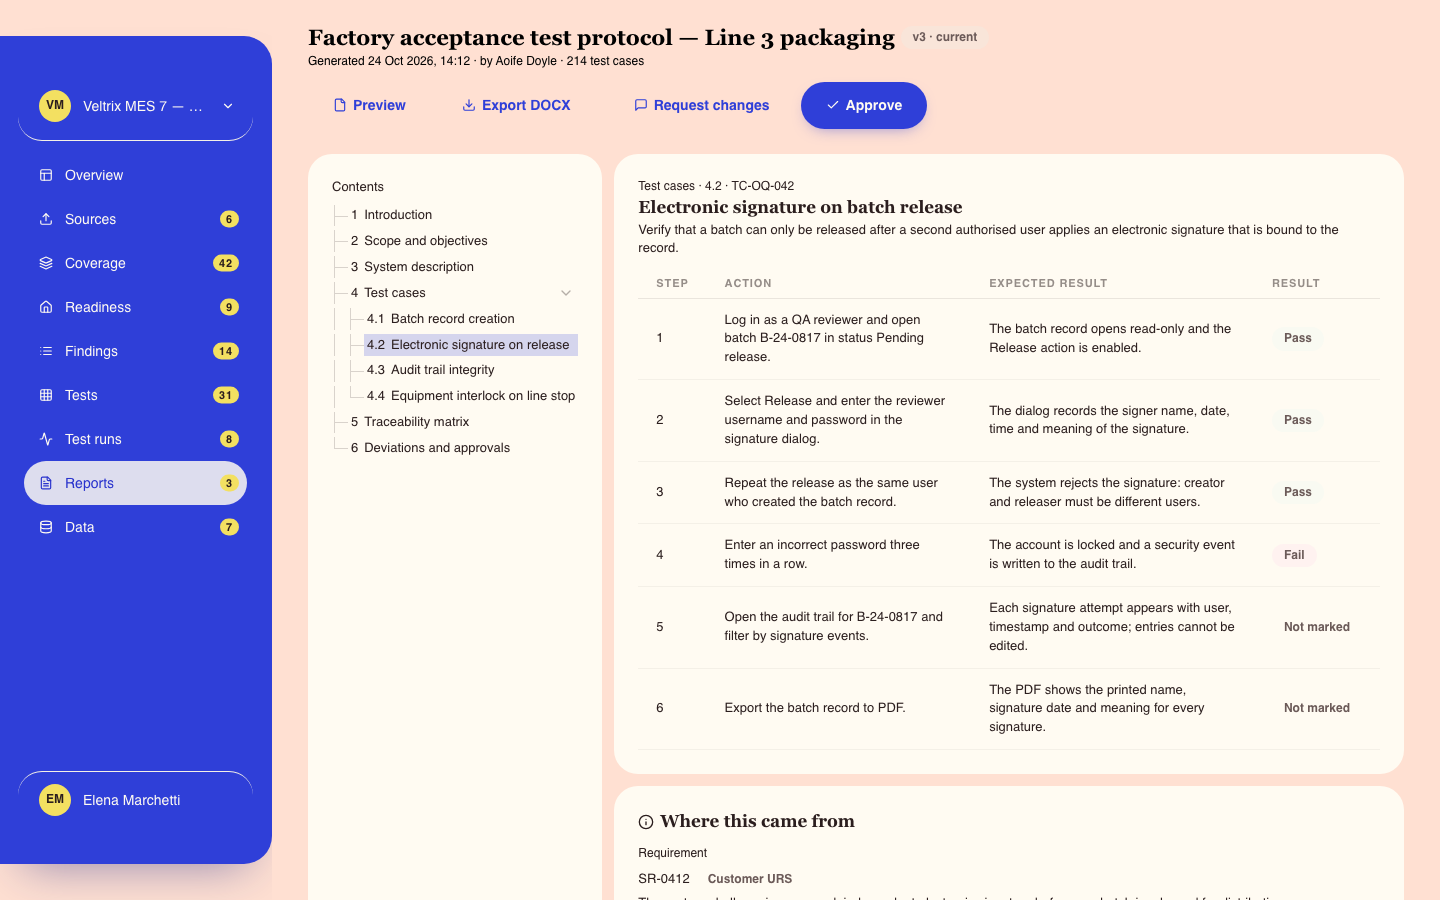 VM
Veltrix MES 7 — ...
Overview
Sources 6
Coverage 42
Readiness 9
Findings 14
Tests 31
Test runs 8
Reports 3
Data 7
EM
Elena Marchetti
Factory acceptance test protocol — Line 3 packaging
v3 · current
Generated 24 Oct 2026, 14:12 · by Aoife Doyle · 214 test cases
Preview
Export DOCX
Request changes
Approve
Contents
1 Introduction
2 Scope and objectives
3 System description
4 Test cases
4.1 Batch record creation
4.2 Electronic signature on release
4.3 Audit trail integrity
4.4 Equipment interlock on line stop
5 Traceability matrix
6 Deviations and approvals
Test cases · 4.2 · TC-OQ-042
Electronic signature on batch release
Verify that a batch can only be released after a second authorised user applies an electronic signature that is bound to the
record.
STEP ACTION EXPECTED RESULT RESULT
1
Log in as a QA reviewer and open
batch B-24-0817 in status Pending
release.
The batch record opens read-only and the
Release action is enabled.
Pass
2
Select Release and enter the reviewer
username and password in the
signature dialog.
The dialog records the signer name, date,
time and meaning of the signature.
Pass
3
Repeat the release as the same user
who created the batch record.
The system rejects the signature: creator
and releaser must be different users.
Pass
4
Enter an incorrect password three
times in a row.
The account is locked and a security event
is written to the audit trail.
Fail
5
Open the audit trail for B-24-0817 and
filter by signature events.
Each signature attempt appears with user,
timestamp and outcome; entries cannot be
edited.
Not marked
6
Export the batch record to PDF.
The PDF shows the printed name,
signature date and meaning for every
signature.
Not marked
Where this came from
Requirement
SR-0412 Customer URS